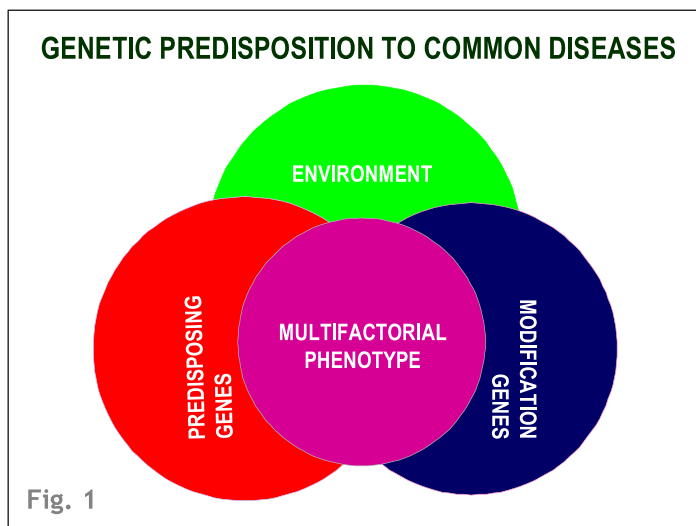 GENETIC PREDISPOSITION TO COMMON DISEASES
ENVIRONMENT
PREDISPOSING
GENES
MULTIFACTORIAL
PHENOTYPE
MODIFICATION
GENES
Fig. 1